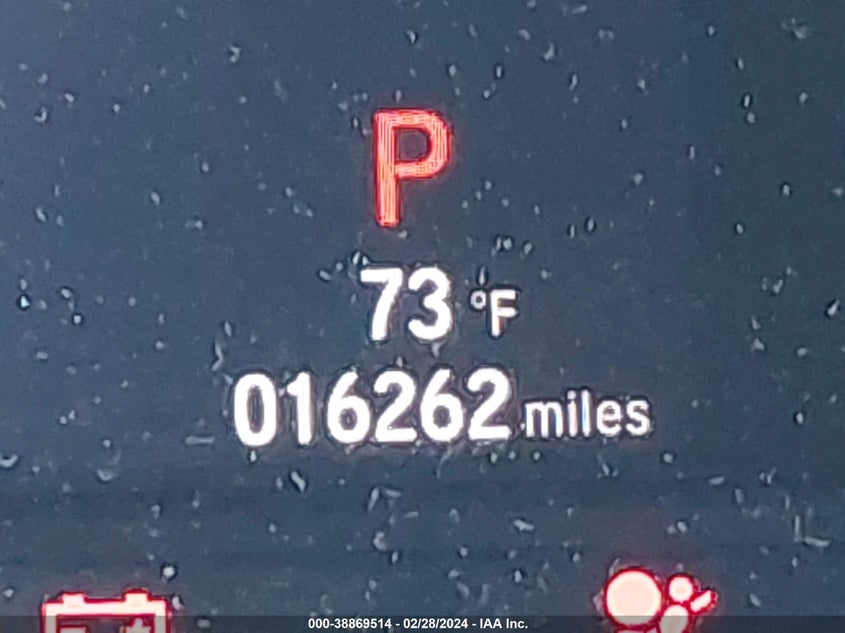 P
73 °F
016262 miles
000-38869514 - 02/28/2024 - IAA Inc.